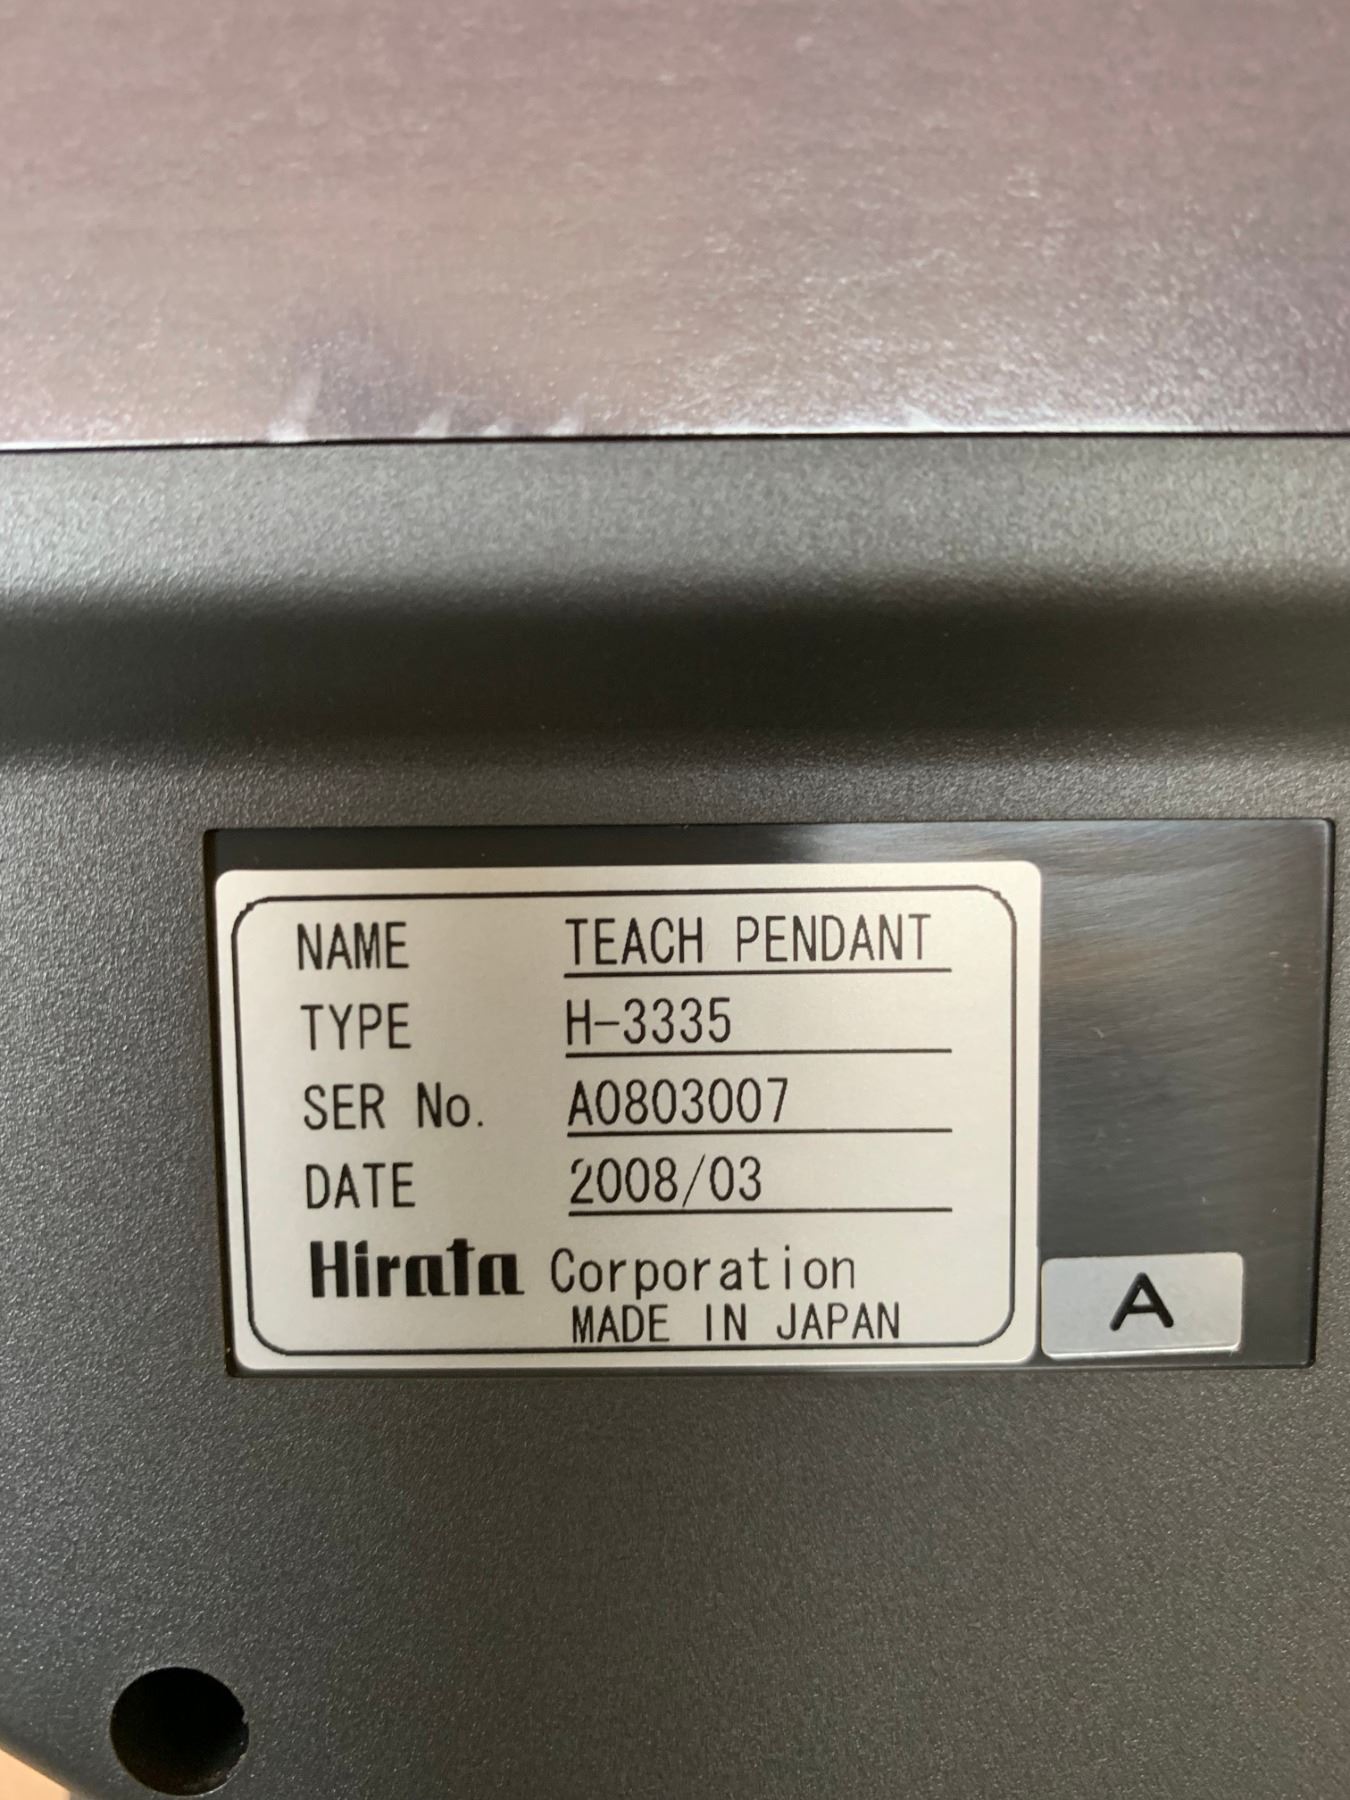 NAME TEACH PENDANT
TYPE H-3335
SER No. A0803007
DATE 2008/03
Hirata Corporation
MADE IN JAPAN
A